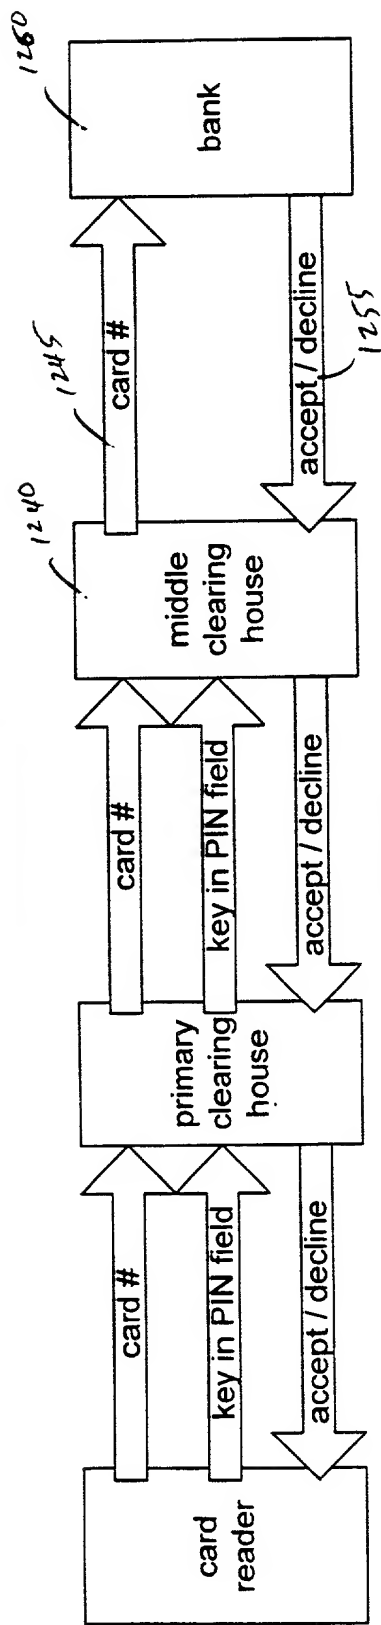 card
reader
card #
key in PIN field
accept / decline
primary
clearing
house
card #
key in PIN field
accept / decline
1240
middle
clearing
house
1245
card #
accept / decline
1255
1260
bank